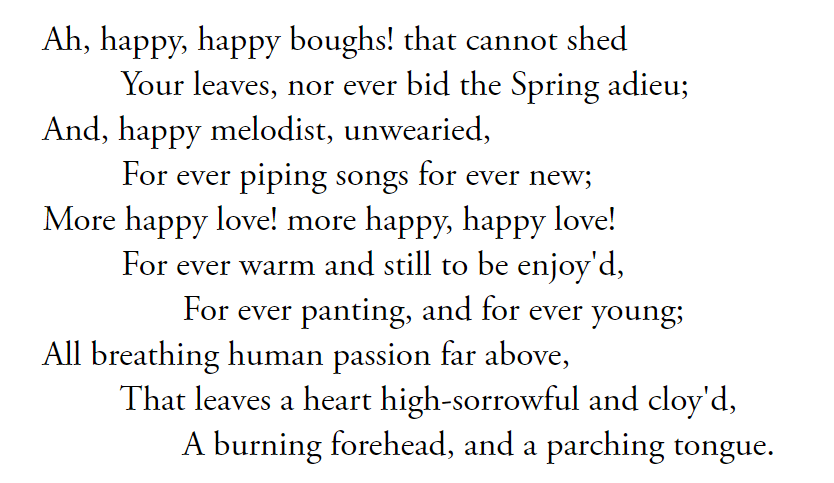 Ah, happy, happy boughs! that cannot shed
Your leaves, nor ever bid the Spring adieu;
And, happy melodist, unwearied,
For ever piping songs for ever new;
More happy love! more happy, happy love!
For ever warm and still to be enjoy'd,
For ever panting, and for ever young;
All breathing human passion far above,
That leaves a heart high-sorrowful and cloy'd,
A burning forehead, and a parching tongue.